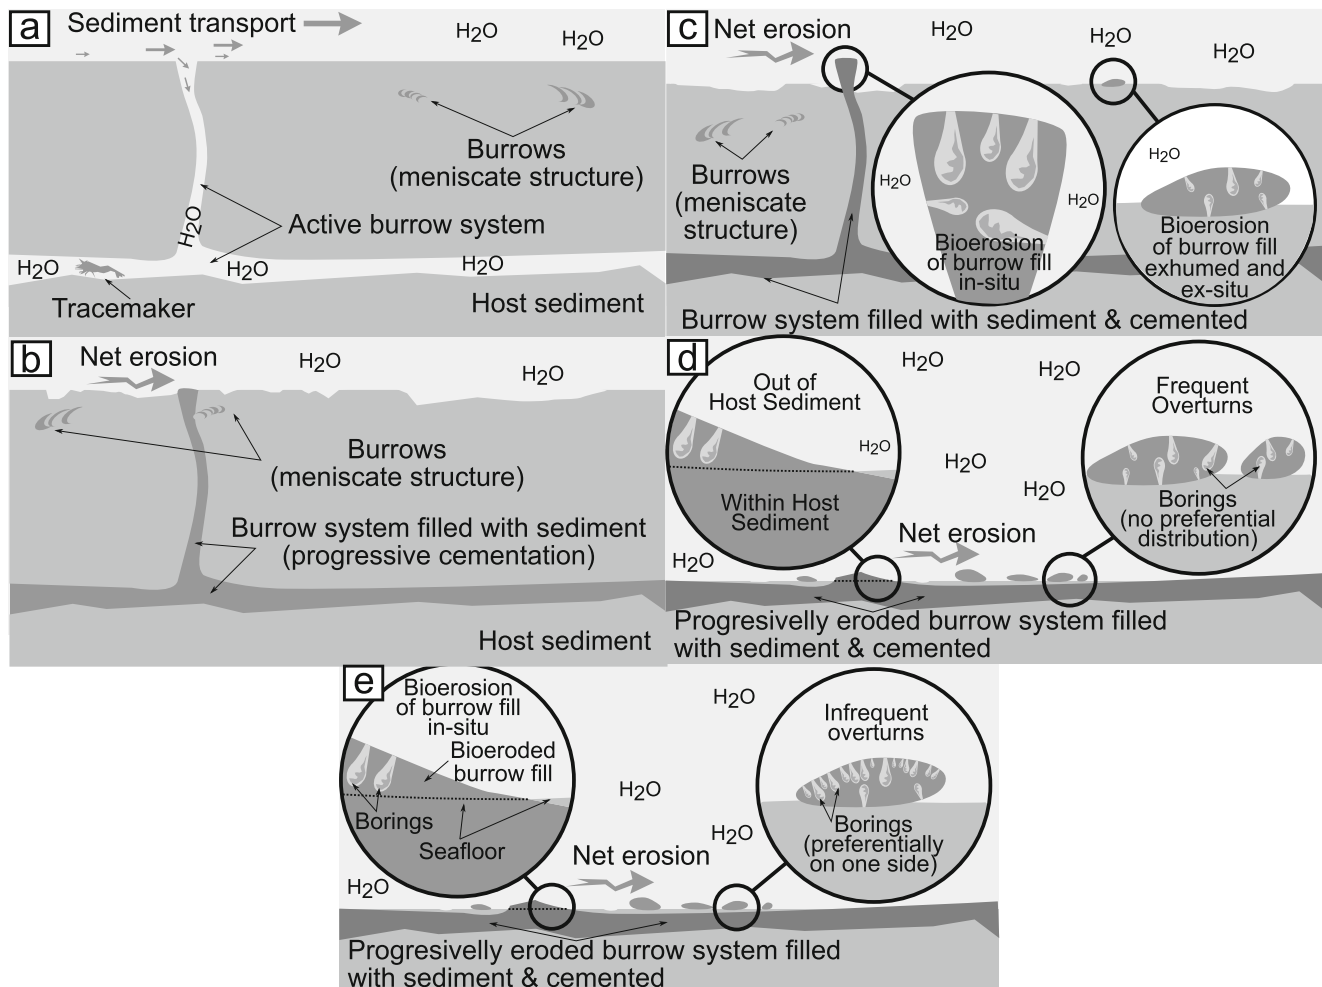 a
Sediment transport
H2O
H2O
Burrows
(meniscate structure)
H2O
Active burrow system
H2O
H2O
H2O
Tracemaker
Host sediment
b
Net erosion
H2O
H2O
Burrows
(meniscate structure)
Burrow system filled with sediment
(progressive cementation)
Host sediment
c
Net erosion
H2O
H2O
H2O
Burrows
(meniscate
structure)
H2O
H2O
Bioerosion
of burrow fill
in-situ
H2O
Bioerosion
of burrow fill
exhumed and
ex-situ
Burrow system filled with sediment & cemented
d
Out of
Host Sediment
H2O
Within Host
Sediment
H2O
H2O
H2O
H2O
H2O
Net erosion
Frequent
Overturns
Borings
(no preferential
distribution)
Progresivelly eroded burrow system filled
with sediment & cemented
e
Bioerosion
of burrow fill
in-situ
Bioeroded
burrow fill
Borings
Seafloor
H2O
H2O
H2O
H2O
Net erosion
Infrequent
overturns
Borings
(preferentially
on one side)
Progresivelly eroded burrow system filled
with sediment & cemented